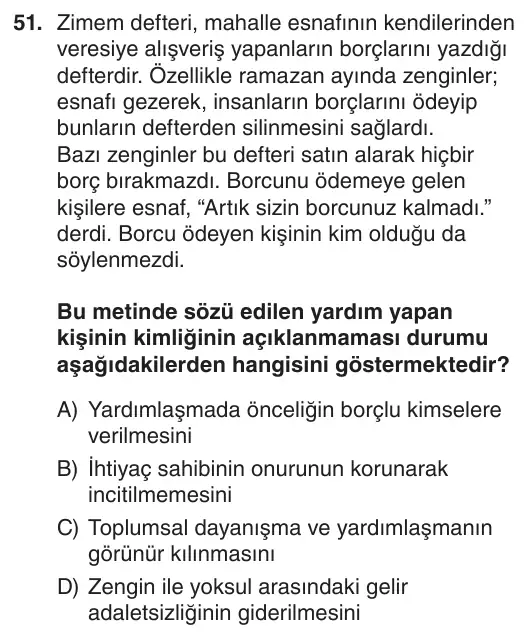 51. Zimem defteri, mahalle esnafının kendilerinden
veresiye alışveriş yapanların borçlarını yazdığı
defterdir. Özellikle ramazan ayında zenginler;
esnafı gezerek, insanların borçlarını ödeyip
bunların defterden silinmesini sağlardı.
Bazı zenginler bu defteri satın alarak hiçbir
borç bırakmazdı. Borcunu ödemeye gelen
kişilere esnaf, “Artık sizin borcunuz kalmadı.”
derdi. Borcu ödeyen kişinin kim olduğu da
söylenmezdi.
Bu metinde sözü edilen yardım yapan
kişinin kimliğinin açıklanmaması durumu
aşağıdakilerden hangisini göstermektedir?
A) Yardımlaşmada önceliğin borçlu kimselere
verilmesini
B) İhtiyaç sahibinin onurunun korunarak
incitilmemesini
C) Toplumsal dayanışma ve yardımlaşmanın
görünür kılınmasını
D) Zengin ile yoksul arasındaki gelir
adaletsizliğinin giderilmesini